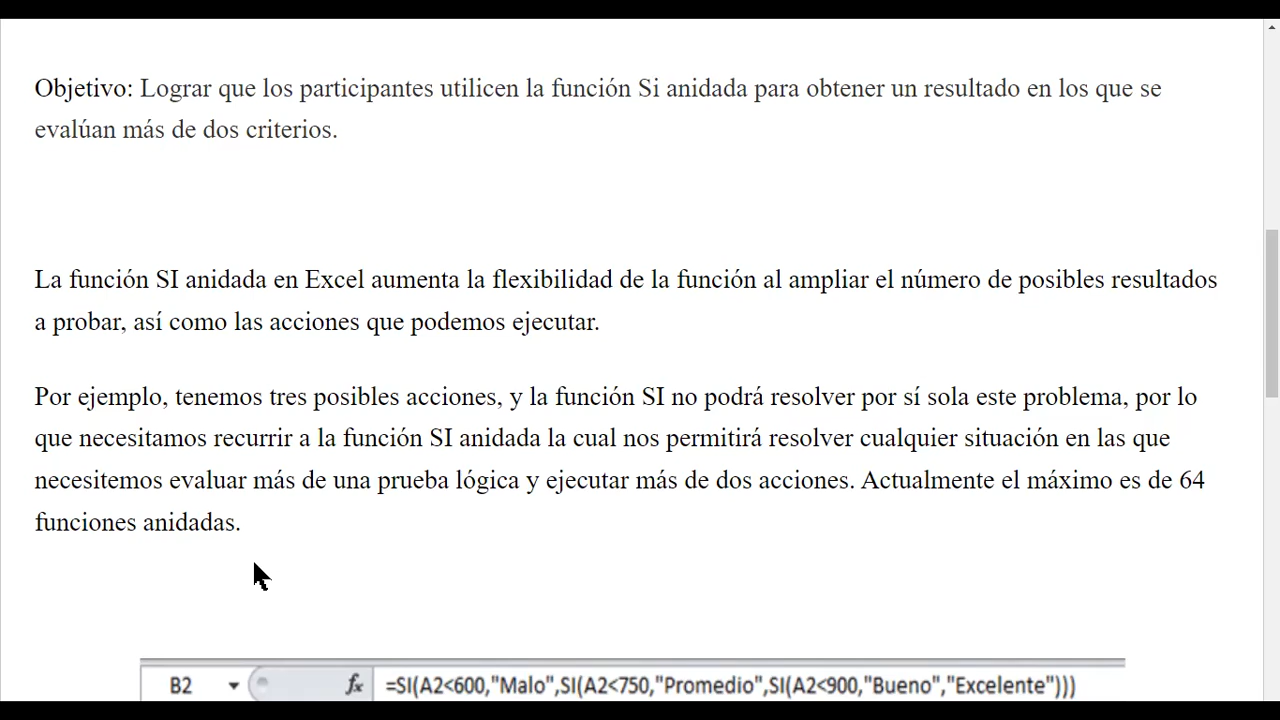 Objetivo: Lograr que los participantes utilicen la función Si anidada para obtener un resultado en los que se
evalúan más de dos criterios.
La función SI anidada en Excel aumenta la flexibilidad de la función al ampliar el número de posibles resultados
a probar, así como las acciones que podemos ejecutar.
Por ejemplo, tenemos tres posibles acciones, y la función SI no podrá resolver por sí sola este problema, por lo
que necesitamos recurrir a la función SI anidada la cual nos permitirá resolver cualquier situación en las que
necesitemos evaluar más de una prueba lógica y ejecutar más de dos acciones. Actualmente el máximo es de 64
funciones anidadas.
B2 fx =SI(A2<600,"Malo",SI(A2<750,"Promedio",SI(A2<900,"Bueno","Excelente")))